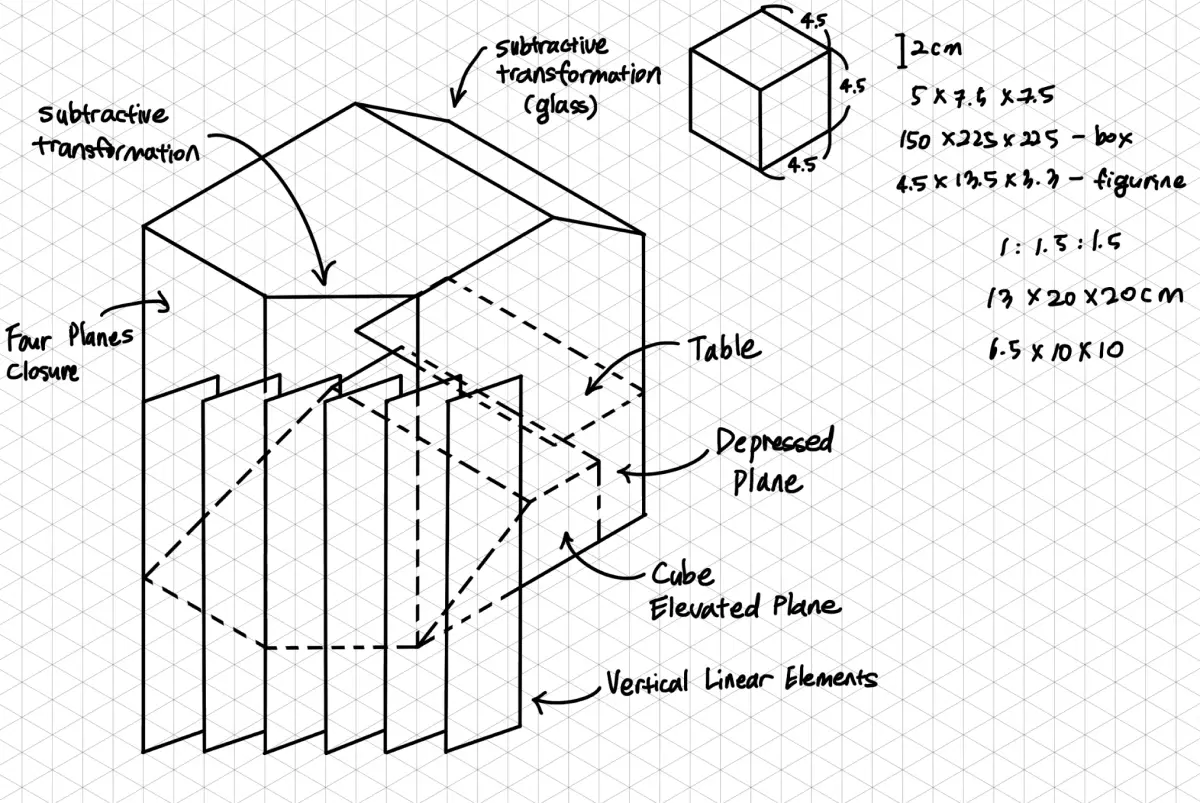 subtractive
transformation
(glass)
subtractive
transformation
4.5
4.5
4.5
2cm
5 x 7.5 x 7.5
150 x 225 x 225 - box
4.5 x 13.5 x 3.3 - figurine
1 : 1.5 : 1.5
13 x 20 x 20cm
6.5 x 10 x 10
Four Planes
Closure
Table
Depressed
Plane
Cube
Elevated Plane
Vertical Linear Elements